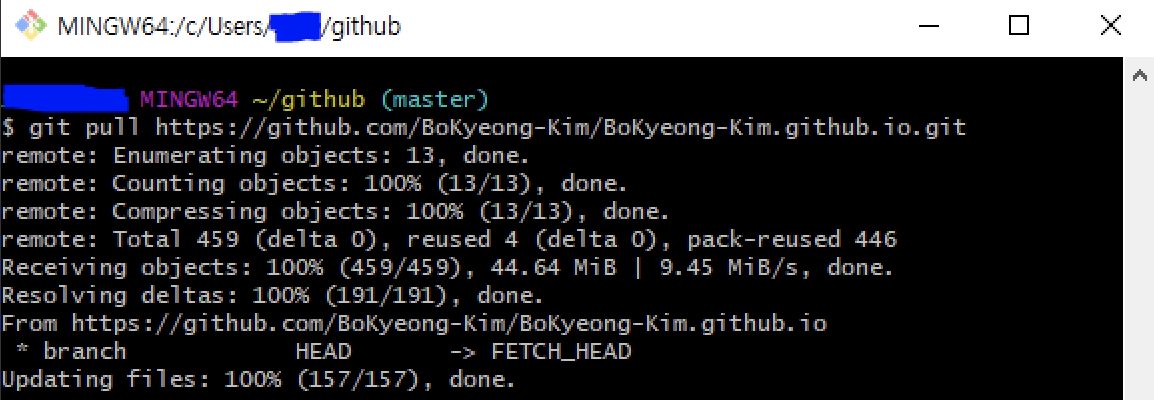 MINGW64:/c/Users/ /github
MINGW64 ~/github (master)
$ git pull https://github.com/BoKyeong-Kim/BoKyeong-Kim.github.io.git
remote: Enumerating objects: 13, done.
remote: Counting objects: 100% (13/13), done.
remote: Compressing objects: 100% (13/13), done.
remote: Total 459 (delta 0), reused 4 (delta 0), pack-reused 446
Receiving objects: 100% (459/459), 44.64 MiB | 9.45 MiB/s, done.
Resolving deltas: 100% (191/191), done.
From https://github.com/BoKyeong-Kim/BoKyeong-Kim.github.io
 * branch            HEAD       -> FETCH_HEAD
Updating files: 100% (157/157), done.